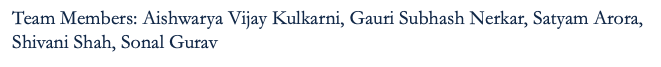 Team Members: Aishwarya Vijay Kulkarni, Gauri Subhash Nerkar, Satyam Arora,
Shivani Shah, Sonal Gurav